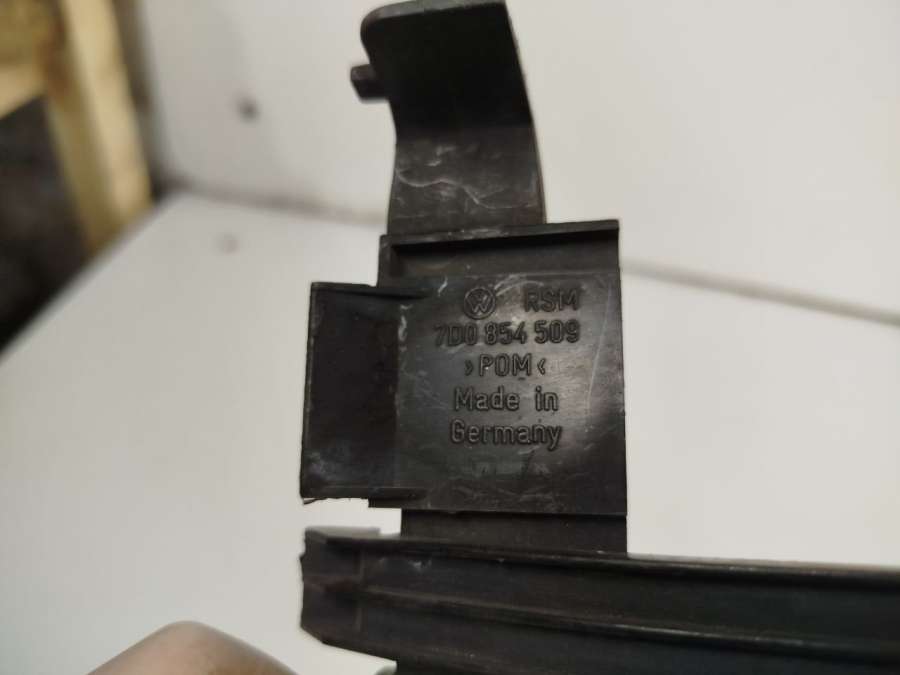 RSM
7D0 854 509
>POM<
Made in
Germany